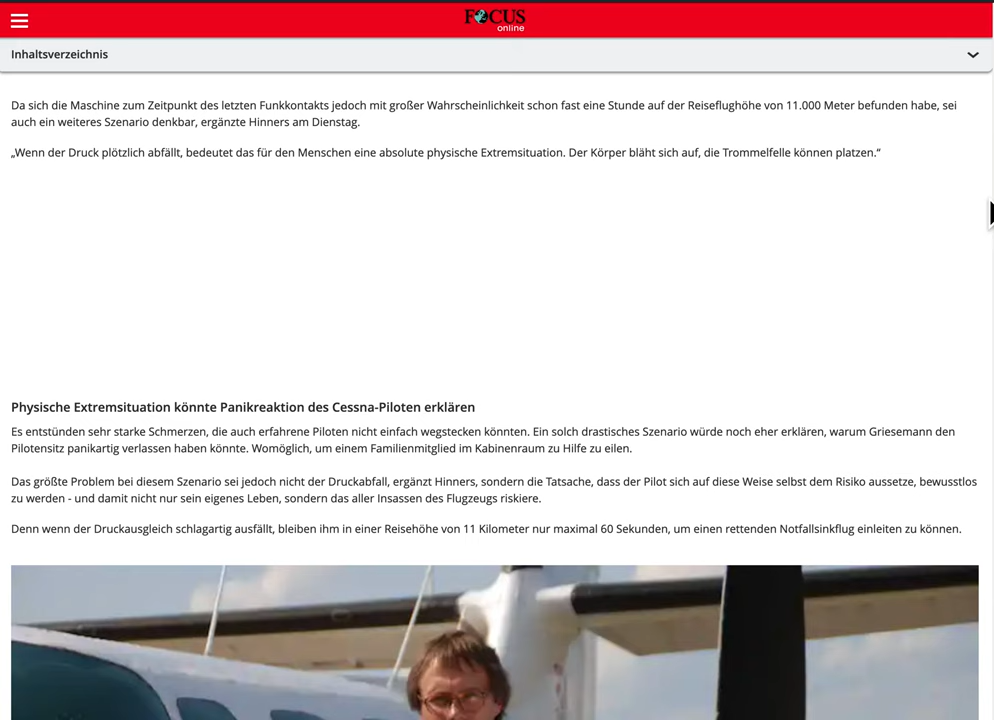 FOCUS
online
Inhaltsverzeichnis
Da sich die Maschine zum Zeitpunkt des letzten Funkkontakts jedoch mit großer Wahrscheinlichkeit schon fast eine Stunde auf der Reiseflughöhe von 11.000 Meter befunden habe, sei
auch ein weiteres Szenario denkbar, ergänzte Hinners am Dienstag.
„Wenn der Druck plötzlich abfällt, bedeutet das für den Menschen eine absolute physische Extremsituation. Der Körper bläht sich auf, die Trommelfelle können platzen.“
Physische Extremsituation könnte Panikreaktion des Cessna-Piloten erklären
Es entstünden sehr starke Schmerzen, die auch erfahrene Piloten nicht einfach wegstecken könnten. Ein solch drastisches Szenario würde noch eher erklären, warum Griesemann den
Pilotensitz panikartig verlassen haben könnte. Womöglich, um einem Familienmitglied im Kabinenraum zu Hilfe zu eilen.
Das größte Problem bei diesem Szenario sei jedoch nicht der Druckabfall, ergänzt Hinners, sondern die Tatsache, dass der Pilot sich auf diese Weise selbst dem Risiko aussetze, bewusstlos
zu werden - und damit nicht nur sein eigenes Leben, sondern das aller Insassen des Flugzeugs riskiere.
Denn wenn der Druckausgleich schlagartig ausfällt, bleiben ihm in einer Reisehöhe von 11 Kilometer nur maximal 60 Sekunden, um einen rettenden Notfallsinkflug einleiten zu können.